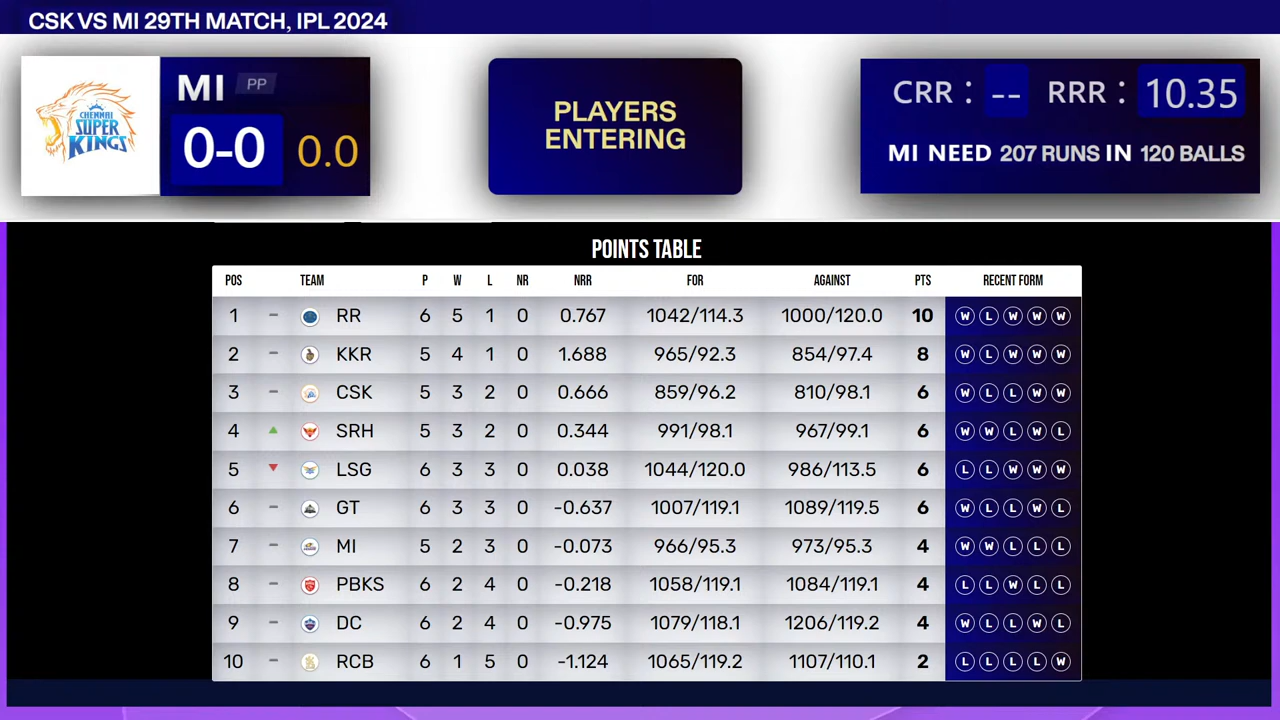 CSK VS MI 29TH MATCH, IPL 2024
CHENNAI
SUPER
KINGS
MI PP
0-0 0.0
PLAYERS
ENTERING
CRR : -- RRR : 10.35
MI NEED 207 RUNS IN 120 BALLS
POINTS TABLE
POS TEAM P W L NR NRR FOR AGAINST PTS RECENT FORM
1 – RR 6 5 1 0 0.767 1042/114.3 1000/120.0 10 W L W W W
2 – KKR 5 4 1 0 1.688 965/92.3 854/97.4 8 W L W W W
3 – CSK 5 3 2 0 0.666 859/96.2 810/98.1 6 W L L W W
4 SRH 5 3 2 0 0.344 991/98.1 967/99.1 6 W W L W L
5 LSG 6 3 3 0 0.038 1044/120.0 986/113.5 6 L L W W W
6 – GT 6 3 3 0 -0.637 1007/119.1 1089/119.5 6 W L L W L
7 – MI 5 2 3 0 -0.073 966/95.3 973/95.3 4 W W L L L
8 – PBKS 6 2 4 0 -0.218 1058/119.1 1084/119.1 4 L L W L L
9 – DC 6 2 4 0 -0.975 1079/118.1 1206/119.2 4 W L L W L
10 – RCB 6 1 5 0 -1.124 1065/119.2 1107/110.1 2 L L L L W